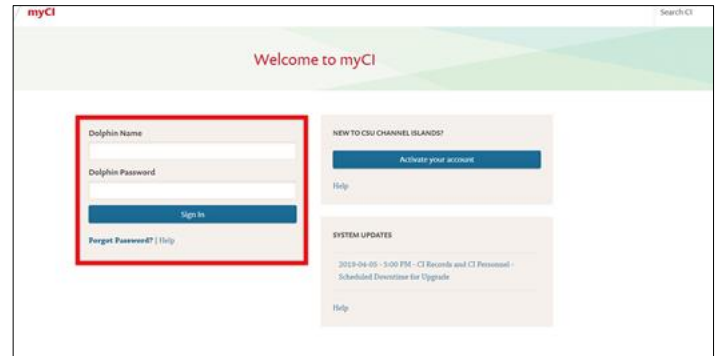 myCI
Search CI
Welcome to myCI
Dolphin Name
Dolphin Password
Sign In
Forgot Password? | Help
NEW TO CSU CHANNEL ISLANDS?
Activate your account
Help
SYSTEM UPDATES
2019-04-05 - 5:00 PM - CI Records and CI Personnel -
Scheduled Downtime for Upgrade
Help